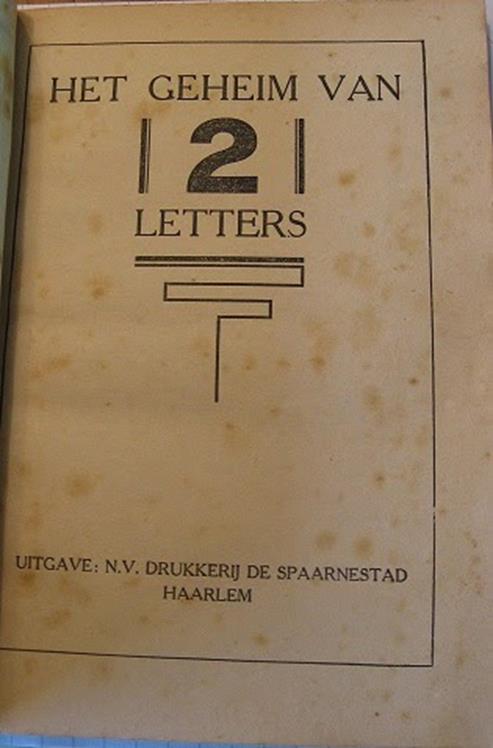 HET GEHEIM VAN
2
LETTERS
UITGAVE: N.V. DRUKKERIJ DE SPAARNESTAD
HAARLEM